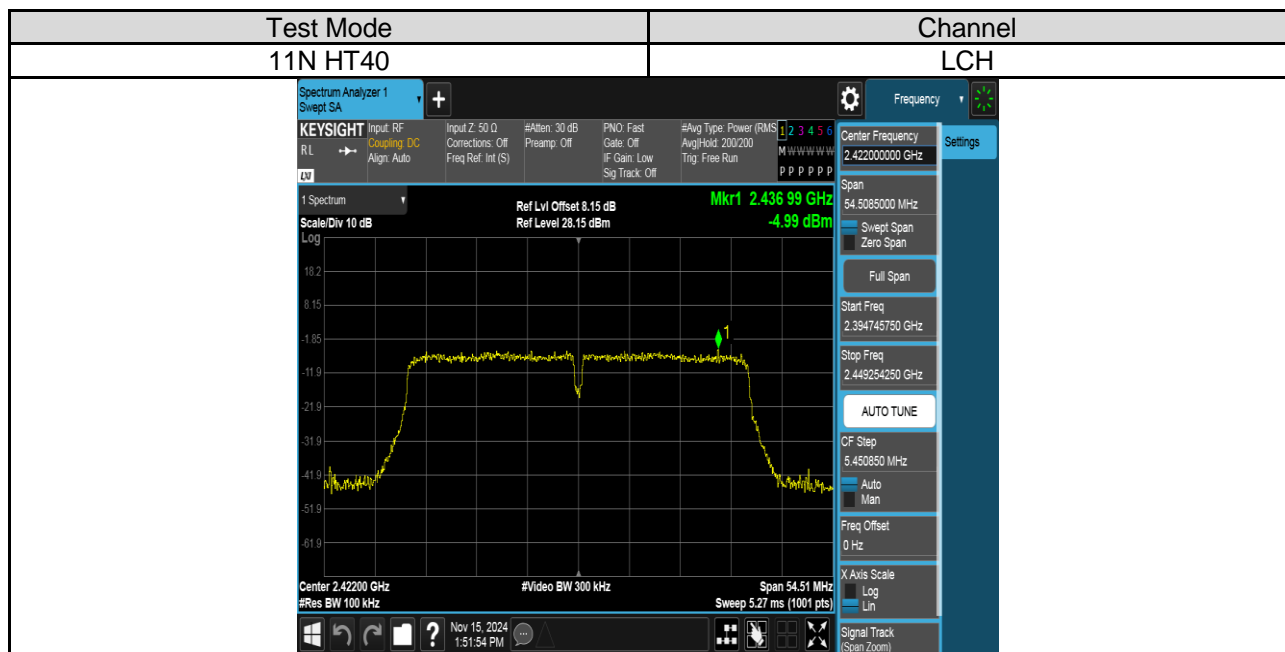 Test Mode Channel
11N HT40 LCH
Spectrum Analyzer 1
Swept SA
Frequency
KEYSIGHT
RL
LXI
Input: RF
Coupling: DC
Align: Auto
Input Z: 50 Ω
Corrections: Off
Freq Ref: Int (S)
#Atten: 30 dB
Preamp: Off
PNO: Fast
Gate: Off
IF Gain: Low
Sig Track: Off
#Avg Type: Power (RMS
Avg|Hold: 200/200
Trig: Free Run
1 2 3 4 5 6
M W W W W W
P P P P P P
1 Spectrum
Scale/Div 10 dB
Log
Ref Lvl Offset 8.15 dB
Ref Level 28.15 dBm
Mkr1 2.436 99 GHz
-4.99 dBm
18.2
8.15
-1.85
-11.9
-21.9
-31.9
-41.9
-51.9
-61.9
1
Center 2.42200 GHz
#Res BW 100 kHz
#Video BW 300 kHz
Span 54.51 MHz
Sweep 5.27 ms (1001 pts)
Nov 15, 2024
1:51:54 PM
Center Frequency
2.422000000 GHz
Settings
Span
54.5085000 MHz
Swept Span
Zero Span
Full Span
Start Freq
2.394745750 GHz
Stop Freq
2.449254250 GHz
AUTO TUNE
CF Step
5.450850 MHz
Auto
Man
Freq Offset
0 Hz
X Axis Scale
Log
Lin
Signal Track
(Span Zoom)